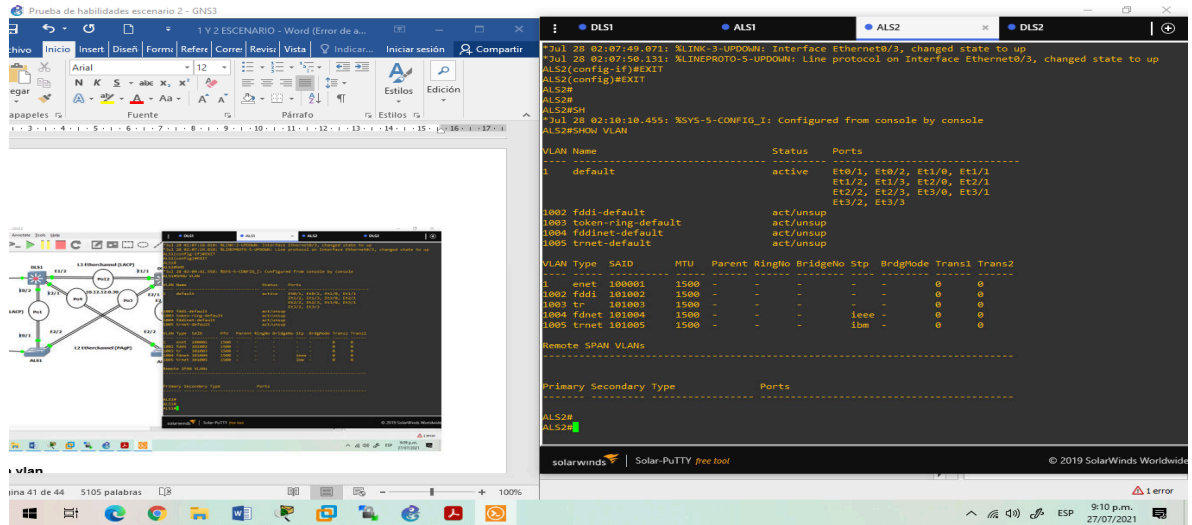 Prueba de habilidades escenario 2 - GNS3
1 Y 2 ESCENARIO - Word (Error de a...
Inicio Insert Diseñ Forma Refere Corre: Revisa Vista Indicar... Iniciar sesión Compartir
Arial 12
N K S abc x₂ x²
Aa
Estilos Edición
Fuente Párrafo Estilos
L3 Etherchannel (LACP)
DLS1
Po12
L2 Etherchannel (PAgP)
ALS1
41 de 44 5105 palabras 100%
DLS1 ALS1 ALS2 DLS2
*Jul 28 02:07:49.071: %LINK-3-UPDOWN: Interface Ethernet0/3, changed state to up
*Jul 28 02:07:50.131: %LINEPROTO-5-UPDOWN: Line protocol on Interface Ethernet0/3, changed state to up
ALS2(config-if)#EXIT
ALS2(config)#EXIT
ALS2#
ALS2#
ALS2#SH
*Jul 28 02:10:10.455: %SYS-5-CONFIG_I: Configured from console by console
ALS2#SHOW VLAN
VLAN Name Status Ports
---- -------------------------------- --------- -------------------------------
1 default active Et0/1, Et0/2, Et1/0, Et1/1
Et1/2, Et1/3, Et2/0, Et2/1
Et2/2, Et2/3, Et3/0, Et3/1
Et3/2, Et3/3
1002 fddi-default act/unsup
1003 token-ring-default act/unsup
1004 fddinet-default act/unsup
1005 trnet-default act/unsup
VLAN Type SAID MTU Parent RingNo BridgeNo Stp BrdgMode Trans1 Trans2
---- ----- ---------- ----- ------ ------ -------- ---- -------- ------ ------
1 enet 100001 1500 - - - - - 0 0
1002 fddi 101002 1500 - - - - - 0 0
1003 tr 101003 1500 - - - - - 0 0
1004 fdnet 101004 1500 - - - ieee - 0 0
1005 trnet 101005 1500 - - - ibm - 0 0
Remote SPAN VLANs
------------------------------------------------------------------------------
Primary Secondary Type Ports
------- --------- ----------------- ------------------------------------------
ALS2#
ALS2#
solarwinds Solar-PuTTY free tool © 2019 SolarWinds Worldwide
1 error
ESP 9:10 p.m.
27/07/2021